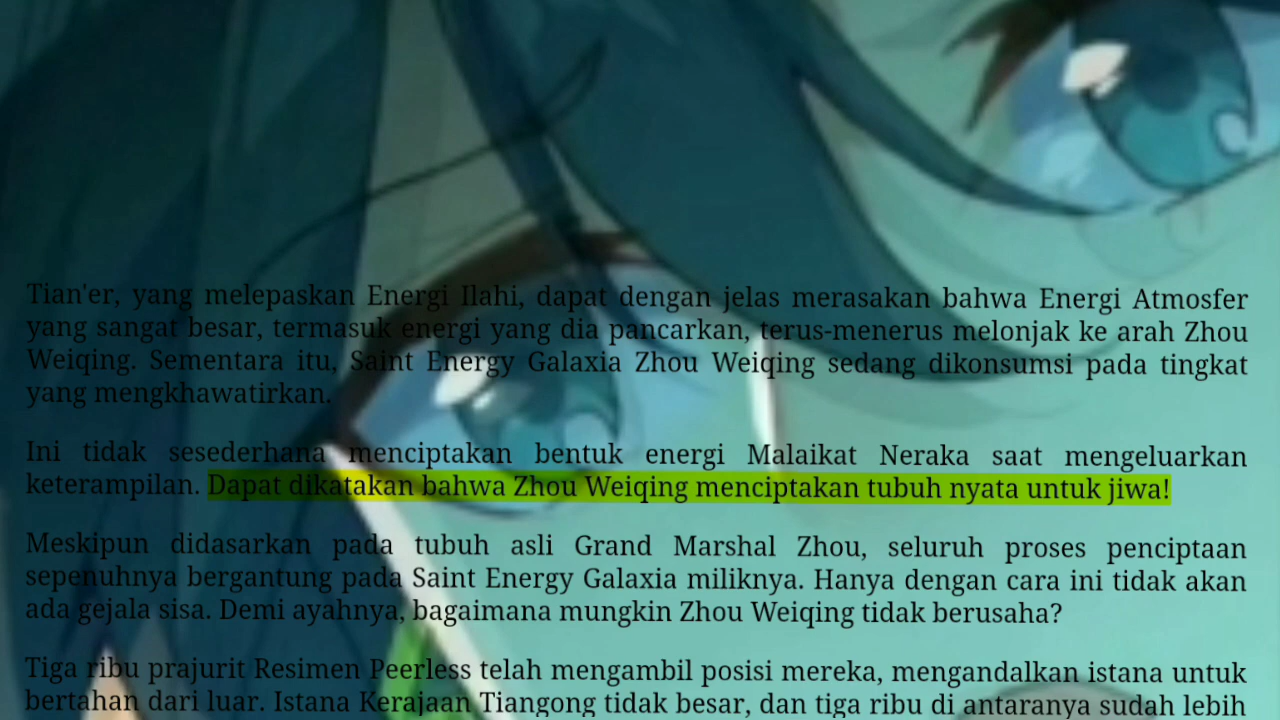 Tian'er, yang melepaskan Energi Ilahi, dapat dengan jelas merasakan bahwa Energi Atmosfer
yang sangat besar, termasuk energi yang dia pancarkan, terus-menerus melonjak ke arah Zhou
Weiqing. Sementara itu, Saint Energy Galaxia Zhou Weiqing sedang dikonsumsi pada tingkat
yang mengkhawatirkan.
Ini tidak sesederhana menciptakan bentuk energi Malaikat Neraka saat mengeluarkan
keterampilan. Dapat dikatakan bahwa Zhou Weiqing menciptakan tubuh nyata untuk jiwa!
Meskipun didasarkan pada tubuh asli Grand Marshal Zhou, seluruh proses penciptaan
sepenuhnya bergantung pada Saint Energy Galaxia miliknya. Hanya dengan cara ini tidak akan
ada gejala sisa. Demi ayahnya, bagaimana mungkin Zhou Weiqing tidak berusaha?
Tiga ribu prajurit Resimen Peerless telah mengambil posisi mereka, mengandalkan istana untuk
bertahan dari luar. Istana Kerajaan Tiangong tidak besar, dan tiga ribu di antaranya sudah lebih